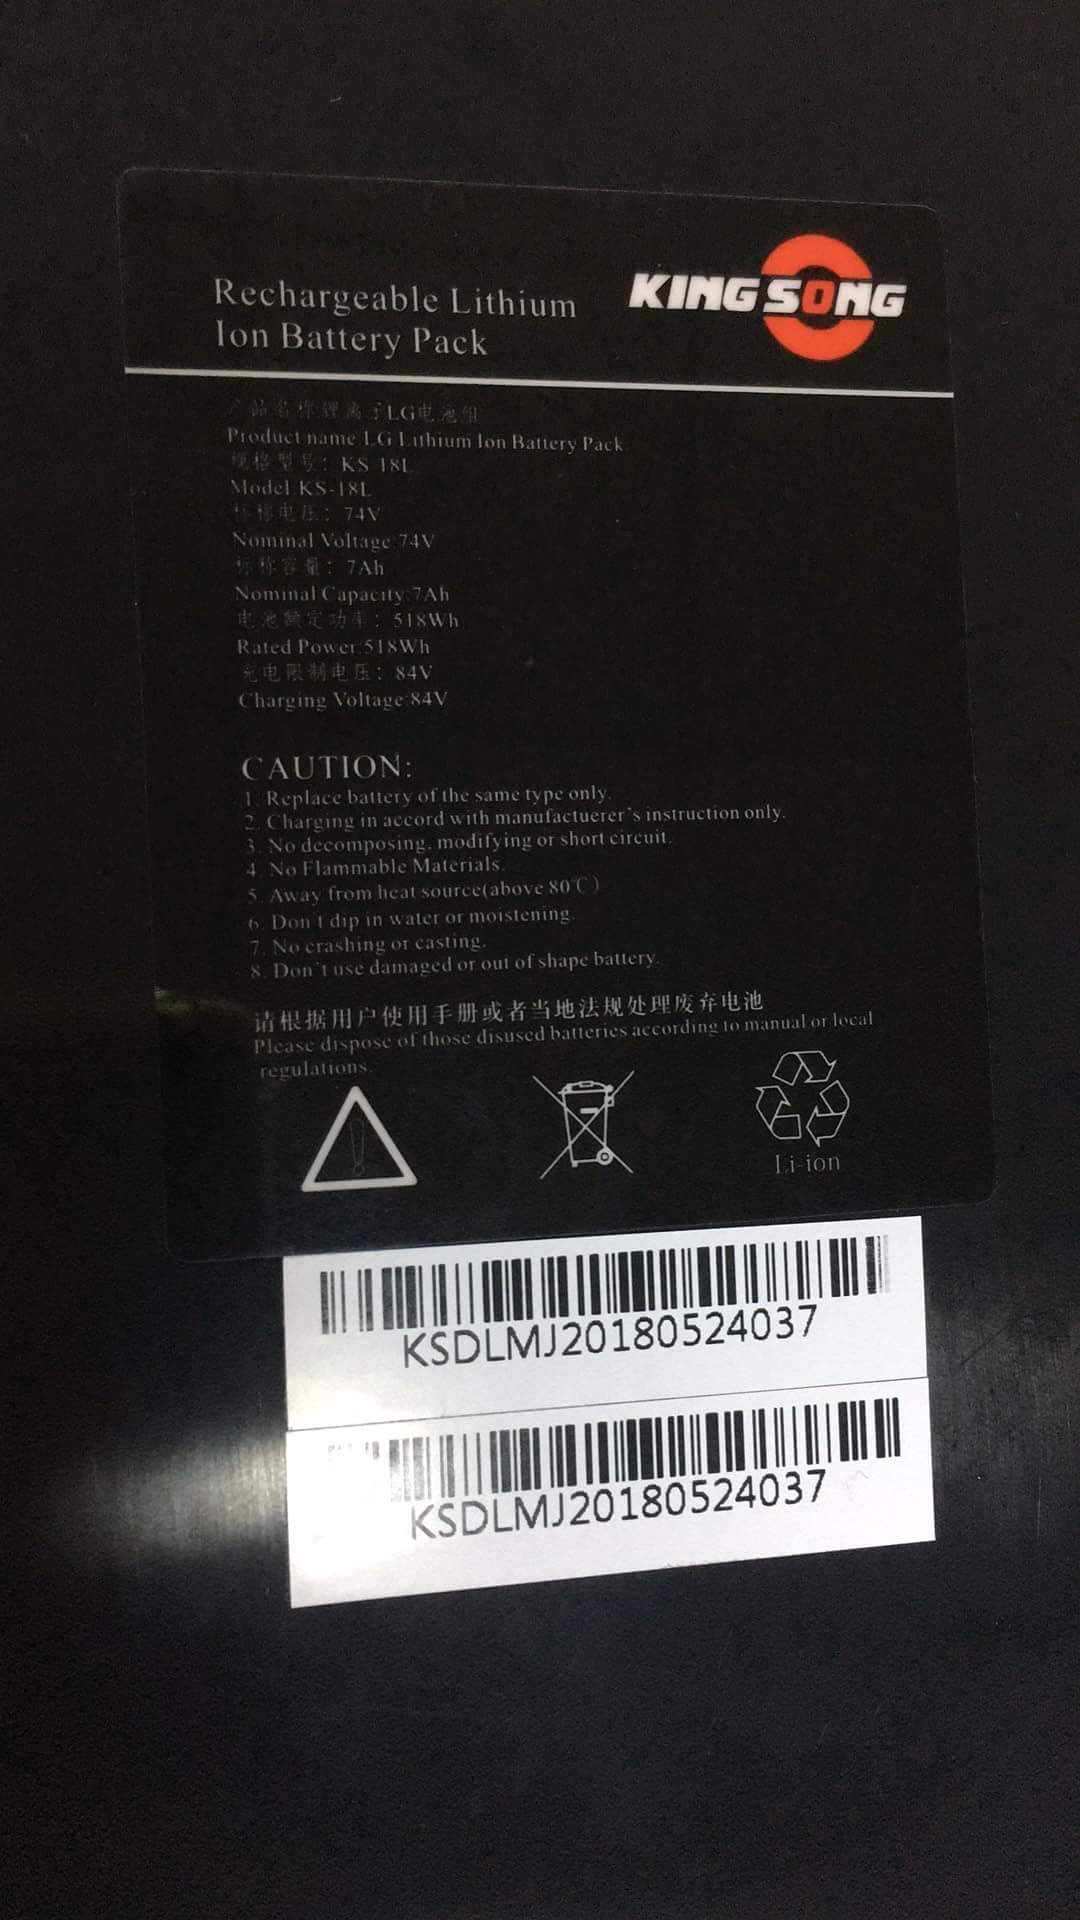 Rechargeable Lithium
Ion Battery Pack
KING SONG
产品名称锂离子LG电池组
Product name:LG Lithium Ion Battery Pack
规格型号：KS-18L
Model:KS-18L
标称电压：74V
Nominal Voltage:74V
标称容量：7Ah
Nominal Capacity:7Ah
电池额定功率：518Wh
Rated Power:518Wh
充电限制电压：84V
Charging Voltage:84V
CAUTION:
1. Replace battery of the same type only.
2. Charging in accord with manufactuerer's instruction only.
3. No decomposing, modifying or short circuit.
4. No Flammable Materials.
5. Away from heat source(above 80℃)
6. Don't dip in water or moistening.
7. No crashing or casting.
8. Don't use damaged or out of shape battery.
请根据用户使用手册或者当地法规处理废弃电池
Please dispose of those disused batteries according to manual or local
regulations.
Li-ion
KSDLMJ20180524037
KSDLMJ20180524037